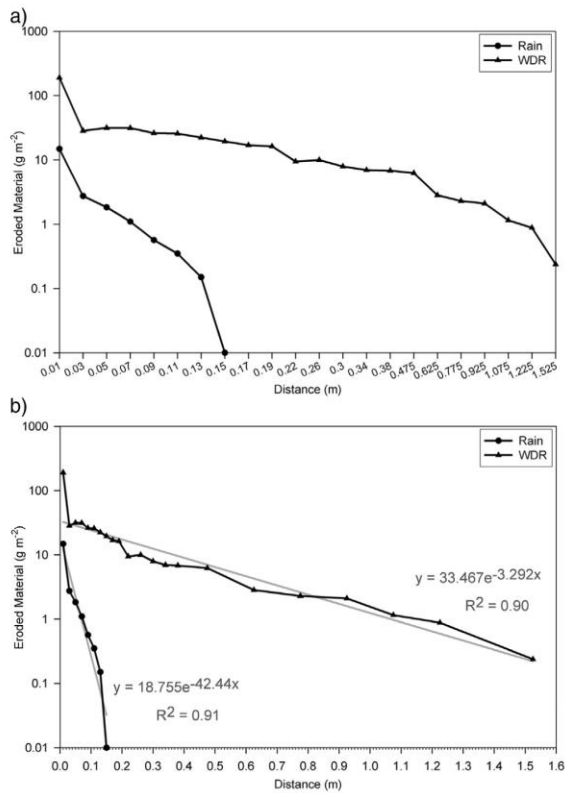 a)
1000
100
10
1
0.1
0.01
Eroded Material (g m⁻²)
Rain
WDR
0.01 0.03 0.05 0.07 0.09 0.11 0.13 0.15 0.17 0.19 0.22 0.26 0.3 0.34 0.38 0.475 0.625 0.775 0.925 1.075 1.225 1.525
Distance (m)
b)
1000
100
10
1
0.1
0.01
Eroded Material (g m⁻²)
Rain
WDR
y = 33.467e^-3.292x
R² = 0.90
y = 18.755e^-42.44x
R² = 0.91
0.0 0.1 0.2 0.3 0.4 0.5 0.6 0.7 0.8 0.9 1.0 1.1 1.2 1.3 1.4 1.5 1.6
Distance (m)